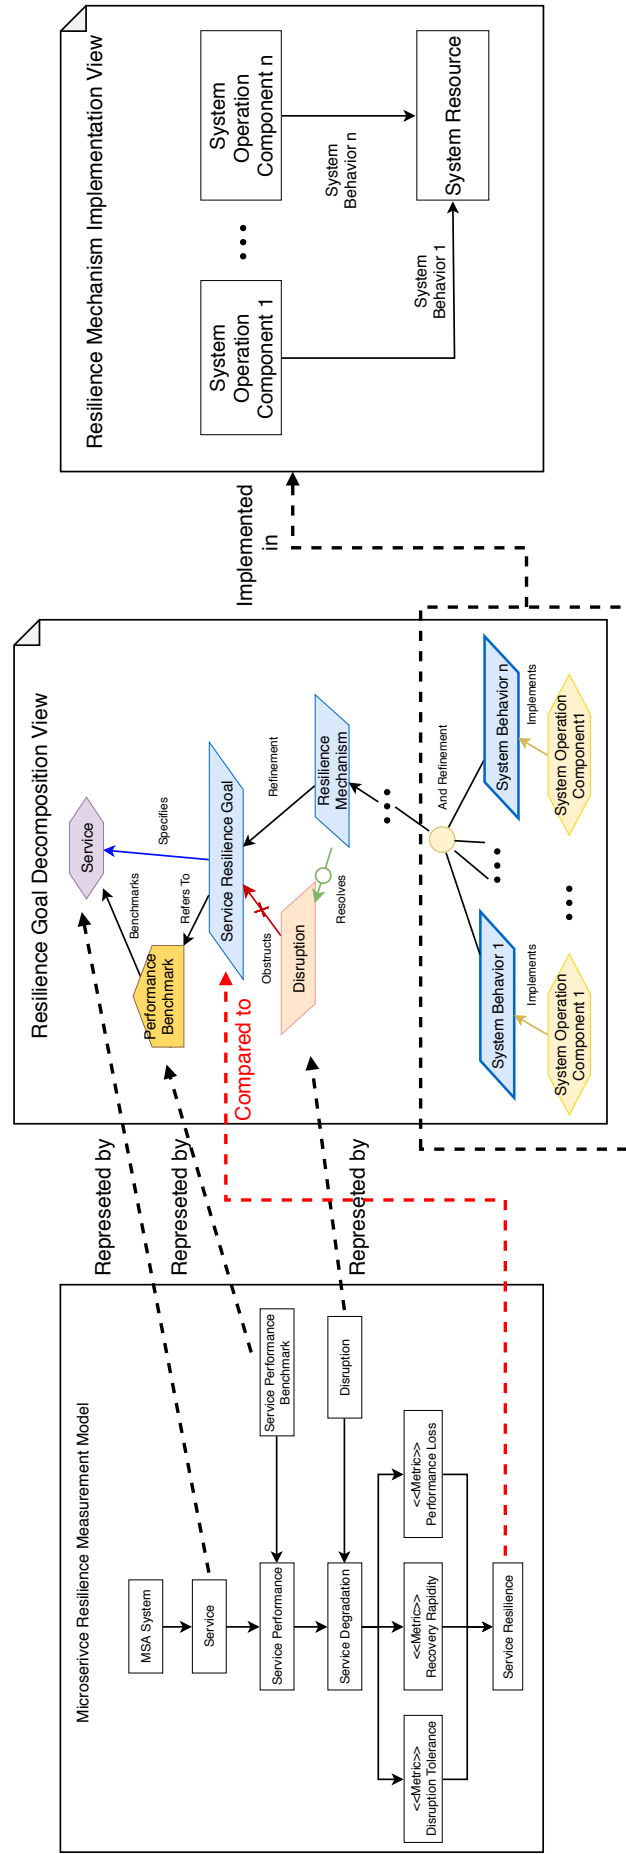 Microserivce Resilience Measurement Model
MSA System
Service
Service Performance
Service Performance
Benchmark
Service Degradation
Disruption
<<Metric>>
Disruption Tolerance
<<Metric>>
Recovery Rapidity
<<Metric>>
Performance Loss
Service Resilience
Represeted by
Represeted by
Represeted by
Compared to
Resilience Goal Decomposition View
Service
Benchmarks
Specifies
Performance
Benchmark
Refers To
Service Resilience Goal
Obstructs
Refinement
Disruption
Resolves
Resilience
Mechanism
And Refinement
System Behavior 1
System Behavior n
Implements
Implements
System Operation
Component 1
System Operation
Component1
Implemented
in
Resilience Mechanism Implementation View
System
Operation
Component 1
System
Operation
Component n
System
Behavior 1
System
Behavior n
System Resource